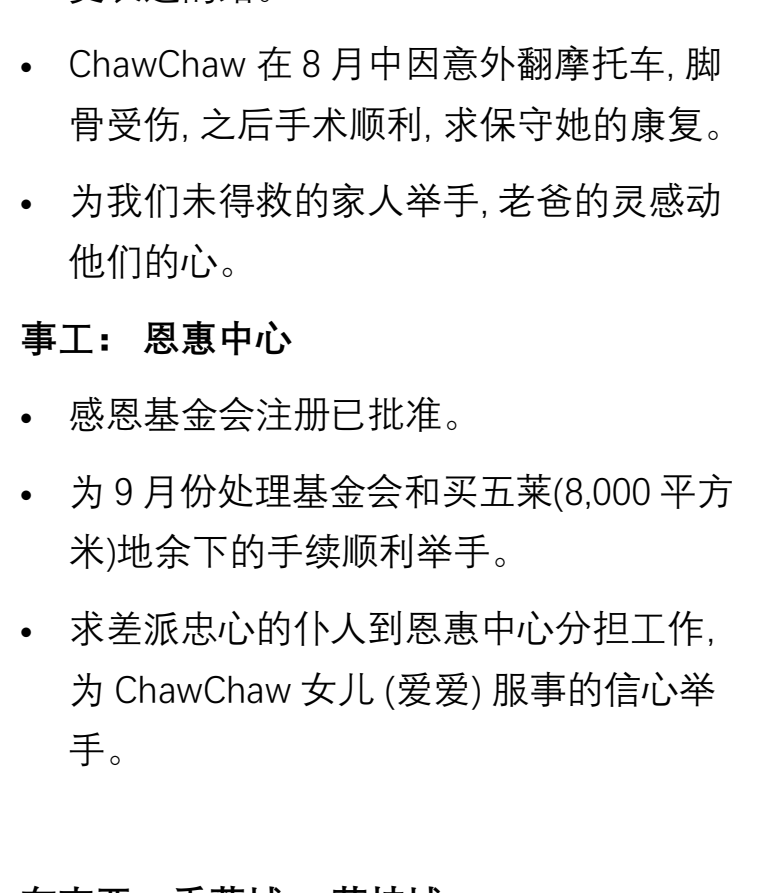 • ChawChaw 在 8 月中因意外翻摩托车, 脚
骨受伤, 之后手术顺利, 求保守她的康复。
• 为我们未得救的家人举手, 老爸的灵感动
他们的心。
事工： 恩惠中心
• 感恩基金会注册已批准。
• 为 9 月份处理基金会和买五莱(8,000 平方
米)地余下的手续顺利举手。
• 求差派忠心的仆人到恩惠中心分担工作,
为 ChawChaw 女儿 (爱爱) 服事的信心举
手。